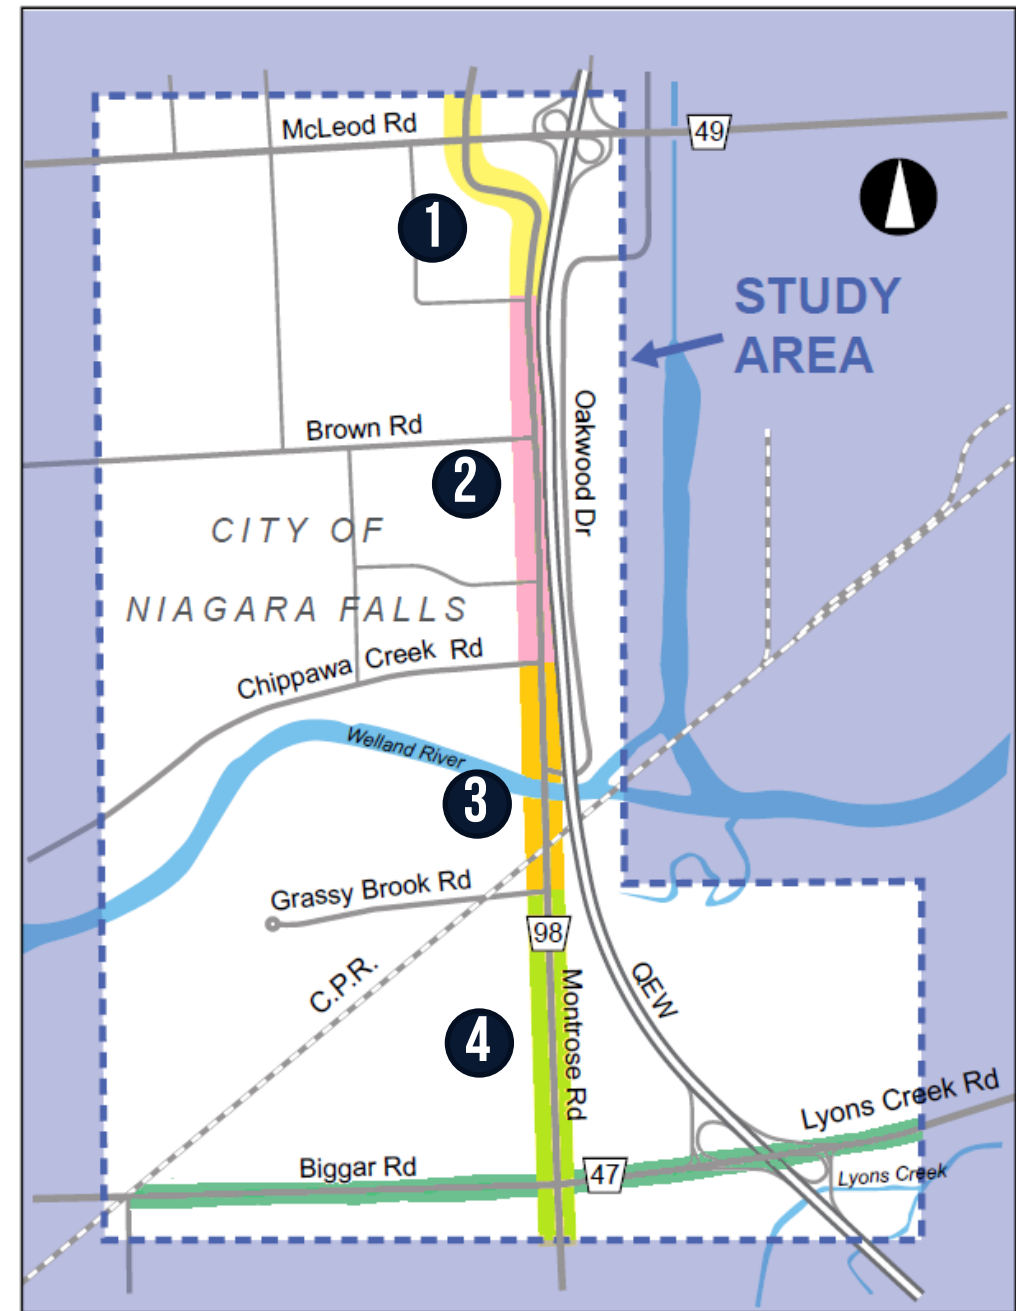 McLeod Rd
49
1
STUDY
AREA
Oakwood Dr
Brown Rd
2
CITY OF
NIAGARA FALLS
Chippawa Creek Rd
Welland River
3
Grassy Brook Rd
98
C.P.R.
QEW
Montrose Rd
4
Lyons Creek Rd
Biggar Rd
47
Lyons Creek